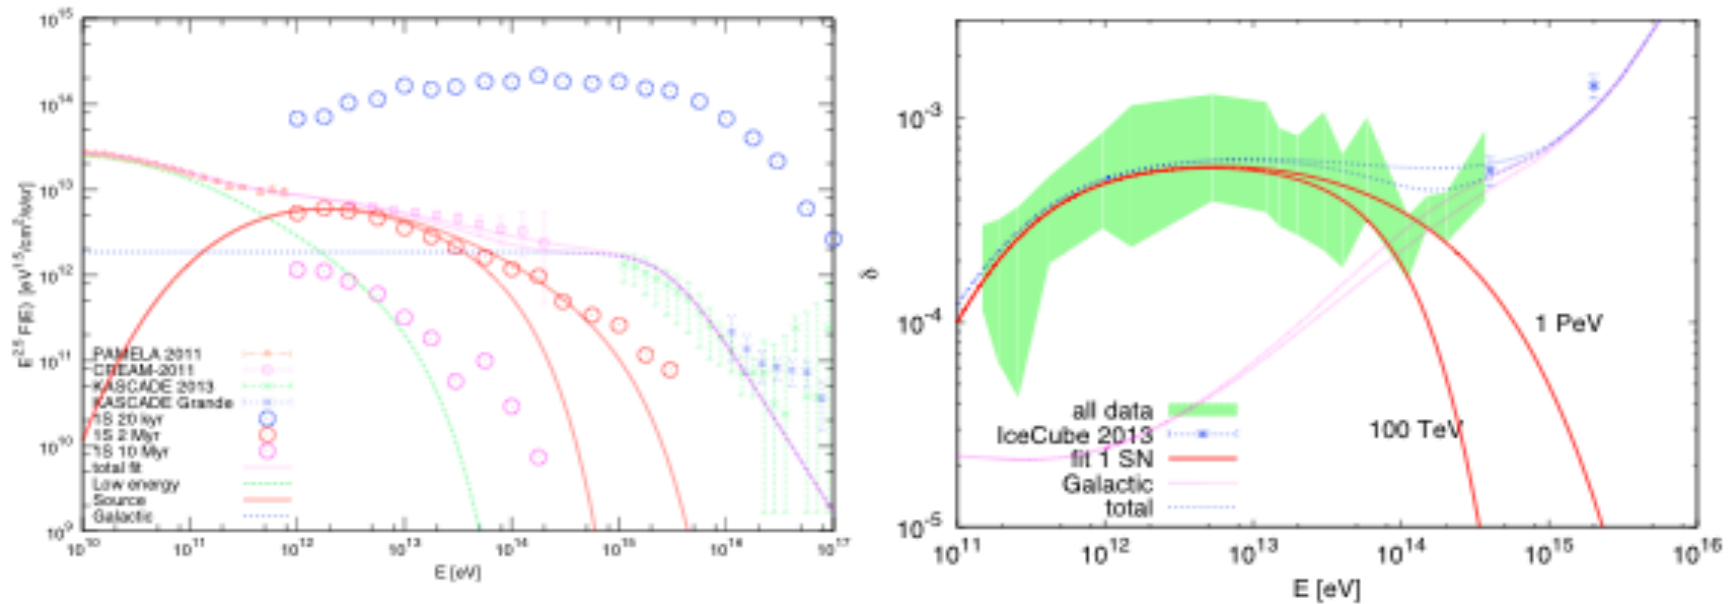 10^15
10^14
10^13
10^12
10^11
10^10
10^9
E^2.5 F(E) [eV^1.5/cm^2/s/sr]
PAMELA 2011
CREAM-2011
KASCADE 2013
KASCADE Grande
1S 20 kyr
1S 2 Myr
1S 10 Myr
total fit
Low energy
Source
Galactic
10^10 10^11 10^12 10^13 10^14 10^15 10^16 10^17
E [eV]
10^-3
10^-4
10^-5
δ
1 PeV
100 TeV
all data
IceCube 2013
fit 1 SN
Galactic
total
10^11 10^12 10^13 10^14 10^15 10^16
E [eV]